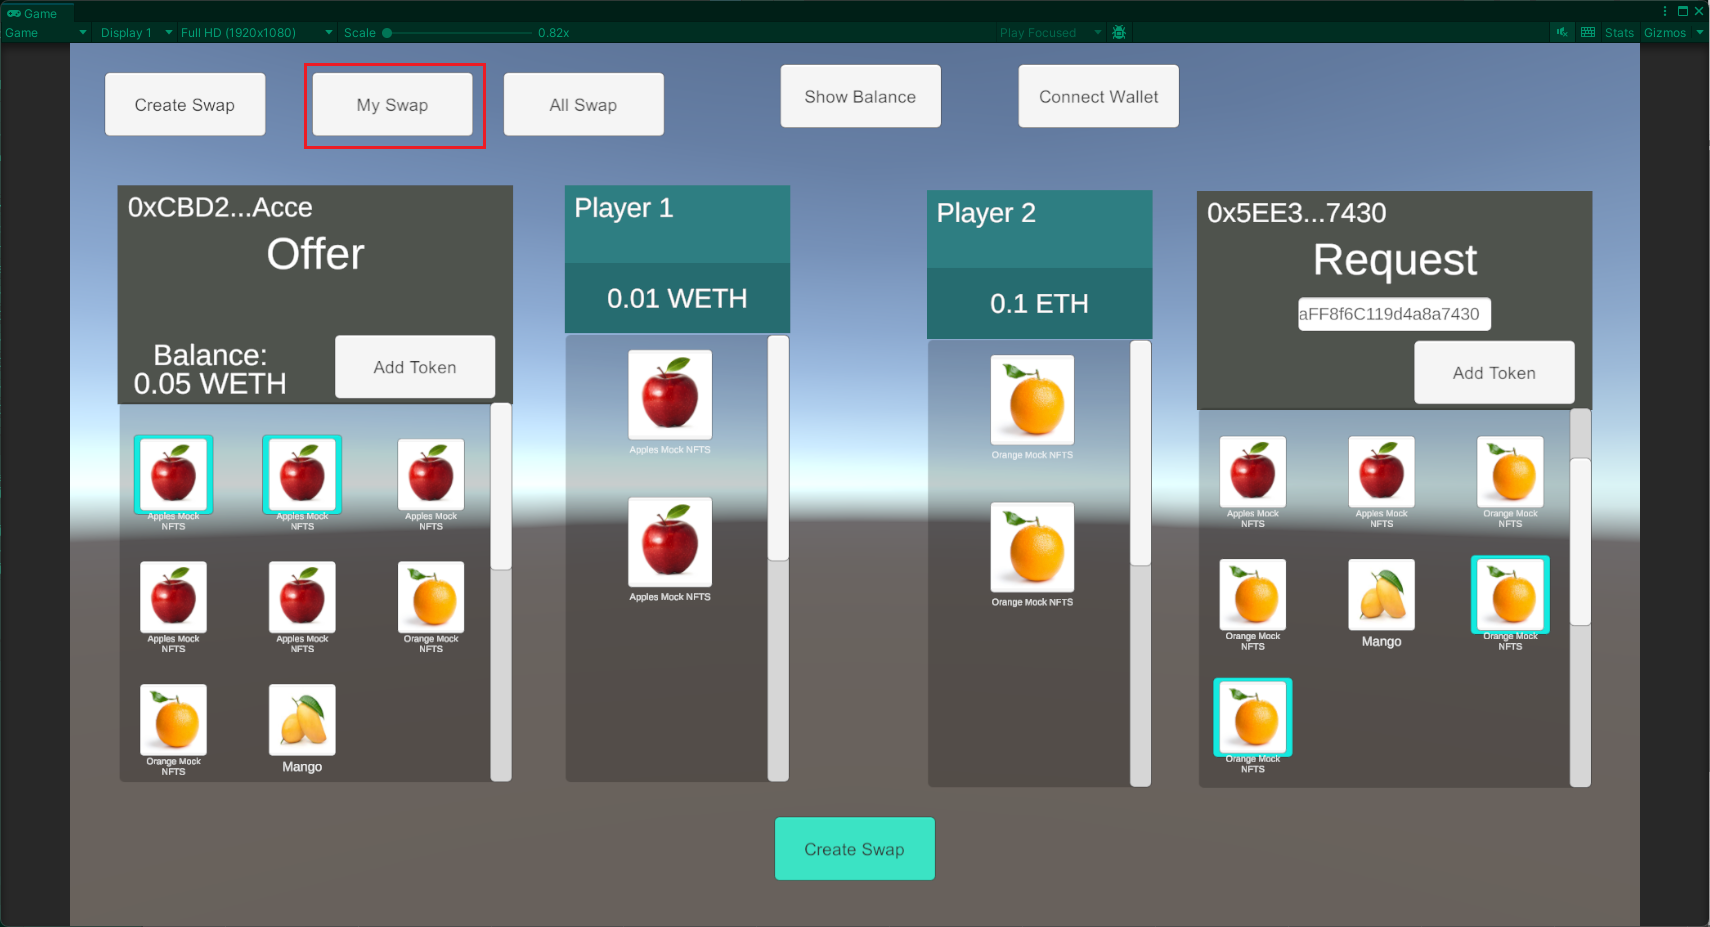 Game
Game
Display 1
Full HD (1920x1080)
Scale
0.82x
Play Focused
Stats
Gizmos
Create Swap
My Swap
All Swap
Show Balance
Connect Wallet
0xCBD2...Acce
Offer
Balance:
0.05 WETH
Add Token
Apples Mock
NFTS
Apples Mock
NFTS
Apples Mock
NFTS
Apples Mock
NFTS
Apples Mock
NFTS
Orange Mock
NFTS
Orange Mock
NFTS
Mango
Player 1
0.01 WETH
Apples Mock NFTS
Apples Mock NFTS
Player 2
0.1 ETH
Orange Mock NFTS
Orange Mock NFTS
0x5EE3...7430
Request
aFF8f6C119d4a8a7430
Add Token
Apples Mock
NFTS
Apples Mock
NFTS
Orange Mock
NFTS
Orange Mock
NFTS
Mango
Orange Mock
NFTS
Orange Mock
NFTS
Create Swap